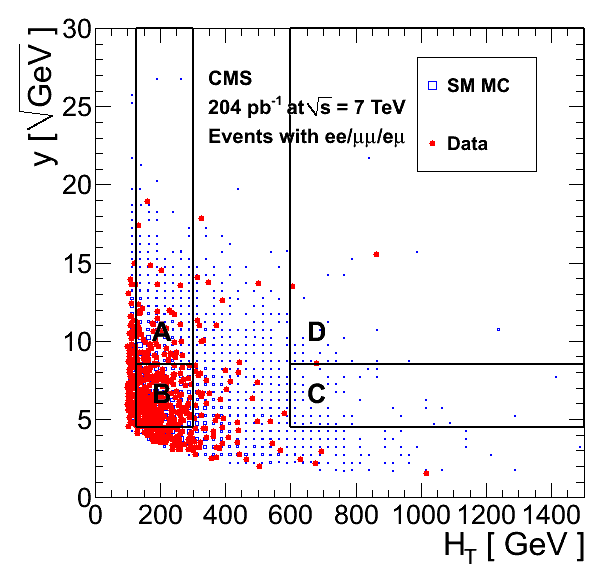 y [√GeV]
30
25
20
15
10
5
0
CMS
204 pb-1 at √s = 7 TeV
Events with ee/μμ/eμ
SM MC
Data
A
B
D
C
0 200 400 600 800 1000 1200 1400
HT [ GeV ]